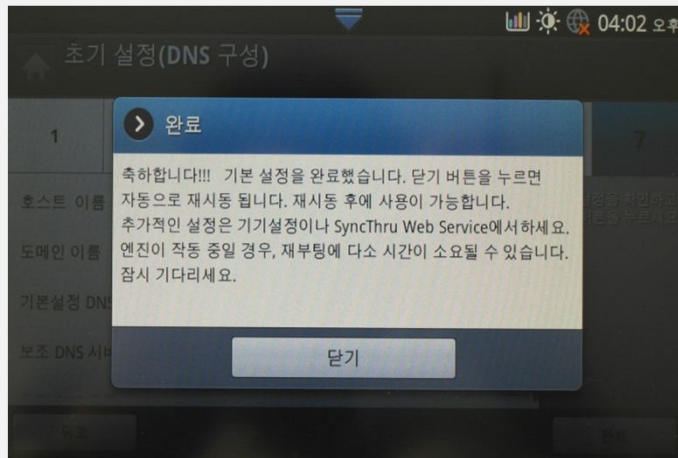 04:02 오후
초기 설정(DNS 구성)
1
7
완료
축하합니다!!! 기본 설정을 완료했습니다. 닫기 버튼을 누르면
자동으로 재시동 됩니다. 재시동 후에 사용이 가능합니다.
추가적인 설정은 기기설정이나 SyncThru Web Service에서하세요.
엔진이 작동 중일 경우, 재부팅에 다소 시간이 소요될 수 있습니다.
잠시 기다리세요.
호스트 이름
도메인 이름
기본설정 DNS
보조 DNS 서버
닫기